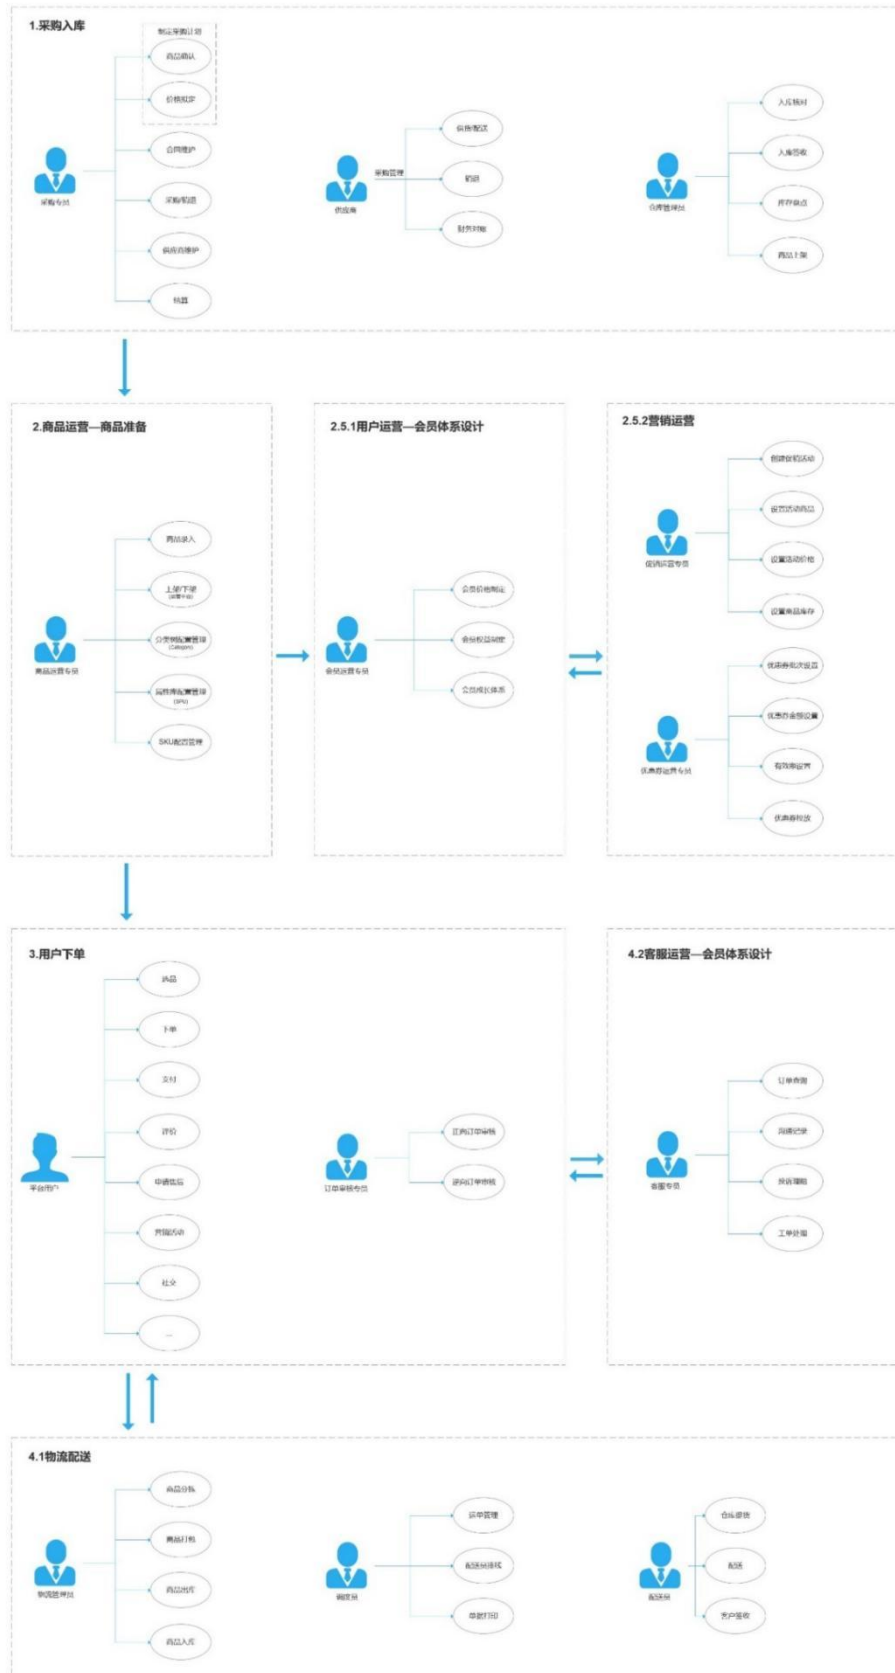 1.采购入库
制定采购计划
商品确认
价格拟定
合同维护
采购/购退
供应商维护
核算
采购专员
采购管理
供货/配送
销退
财务对账
供应商
入库核对
入库签收
库存盘点
商品上架
仓库管理员
2.商品运营—商品准备
商品录入
上架/下架
分类树配置管理
(Category)
属性库配置管理
(SPU)
SKU配置管理
商品运营专员
2.5.1用户运营—会员体系设计
会员价格制定
会员权益制定
会员成长体系
会员运营专员
2.5.2营销运营
创建促销活动
设置活动商品
设置活动价格
设置商品库存
促销运营专员
优惠券批次设置
优惠券金额设置
有效期设置
优惠券投放
优惠券运营专员
3.用户下单
选品
下单
支付
评价
申请售后
营销活动
社交
...
平台用户
正向订单审核
逆向订单审核
订单审核专员
4.2客服运营—会员体系设计
订单查询
沟通记录
投诉理赔
工单处理
客服专员
4.1物流配送
商品分拣
商品打包
商品出库
商品入库
物流管理员
运单管理
配送员排班
单据打印
调度员
仓库提货
配送
客户签收
配送员